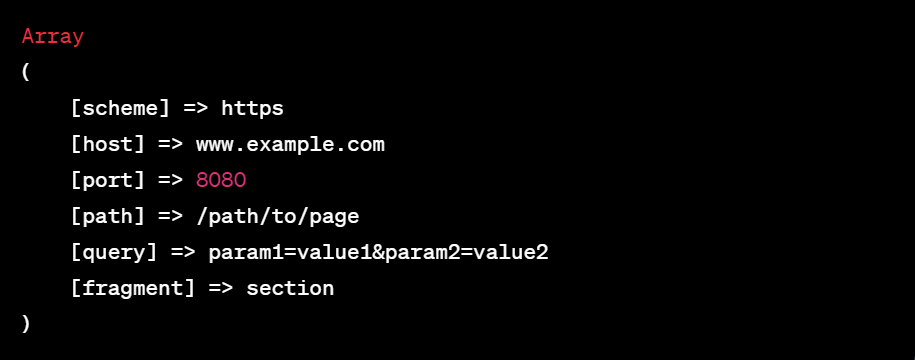 Array
(
    [scheme] => https
    [host] => www.example.com
    [port] => 8080
    [path] => /path/to/page
    [query] => param1=value1&param2=value2
    [fragment] => section
)